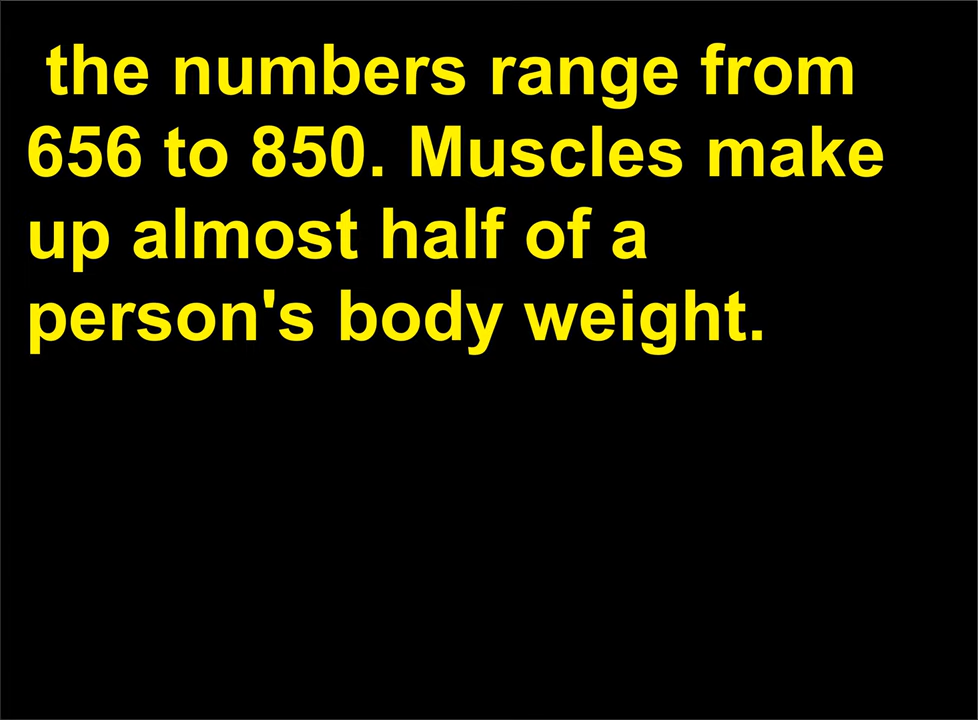 the numbers range from
656 to 850. Muscles make
up almost half of a
person's body weight.